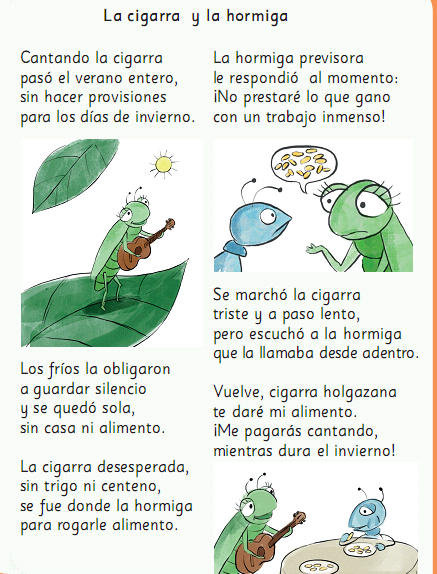 La cigarra y la hormiga
Cantando la cigarra
pasó el verano entero,
sin hacer provisiones
para los días de invierno.
Los fríos la obligaron
a guardar silencio
y se quedó sola,
sin casa ni alimento.
La cigarra desesperada,
sin trigo ni centeno,
se fue donde la hormiga
para rogarle alimento.
La hormiga previsora
le respondió al momento:
¡No prestaré lo que gano
con un trabajo inmenso!
Se marchó la cigarra
triste y a paso lento,
pero escuchó a la hormiga
que la llamaba desde adentro.
Vuelve, cigarra holgazana
te daré mi alimento.
¡Me pagarás cantando,
mientras dura el invierno!